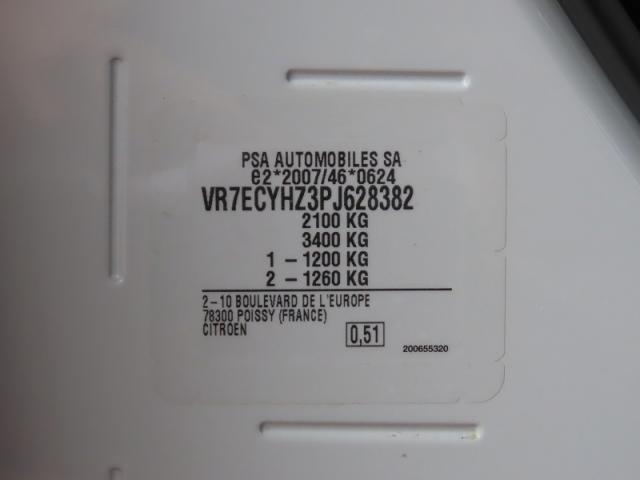 PSA AUTOMOBILES SA
e2*2007/46*0624
VR7ECYHZ3PJ628382
2100 KG
3400 KG
1 - 1200 KG
2 - 1260 KG
2-10 BOULEVARD DE L'EUROPE
78300 POISSY (FRANCE)
CITROEN
0,51
200655320